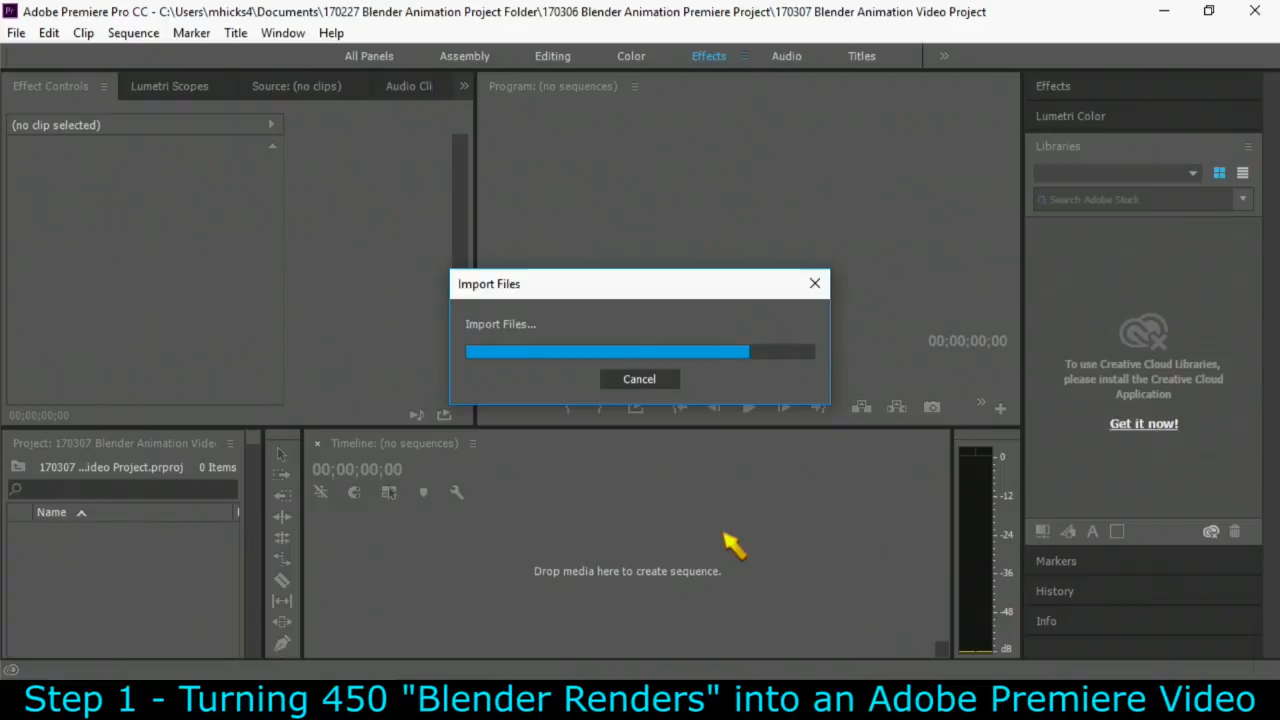 Pr Adobe Premiere Pro CC - C:\Users\mhicks4\Documents\170227 Blender Animation Project Folder\170306 Blender Animation Premiere Project\170307 Blender Animation Video Project
File Edit Clip Sequence Marker Title Window Help
All Panels Assembly Editing Color Effects Audio Titles
Effect Controls Lumetri Scopes Source: (no clips) Audio Cli
Program: (no sequences)
Effects
Lumetri Color
(no clip selected)
Libraries
Search Adobe Stock
Import Files
Import Files...
Cancel
00;00;00;00
To use Creative Cloud Libraries,
please install the Creative Cloud
Application
Get it now!
00;00;00;00
Project: 170307 Blender Animation Vide
170307 ...ideo Project.prproj 0 Items
Name
Timeline: (no sequences)
00;00;00;00
Drop media here to create sequence.
0
-12
-24
-36
-48
dB
Markers
History
Info
Step 1 - Turning 450 "Blender Renders" into an Adobe Premiere Video